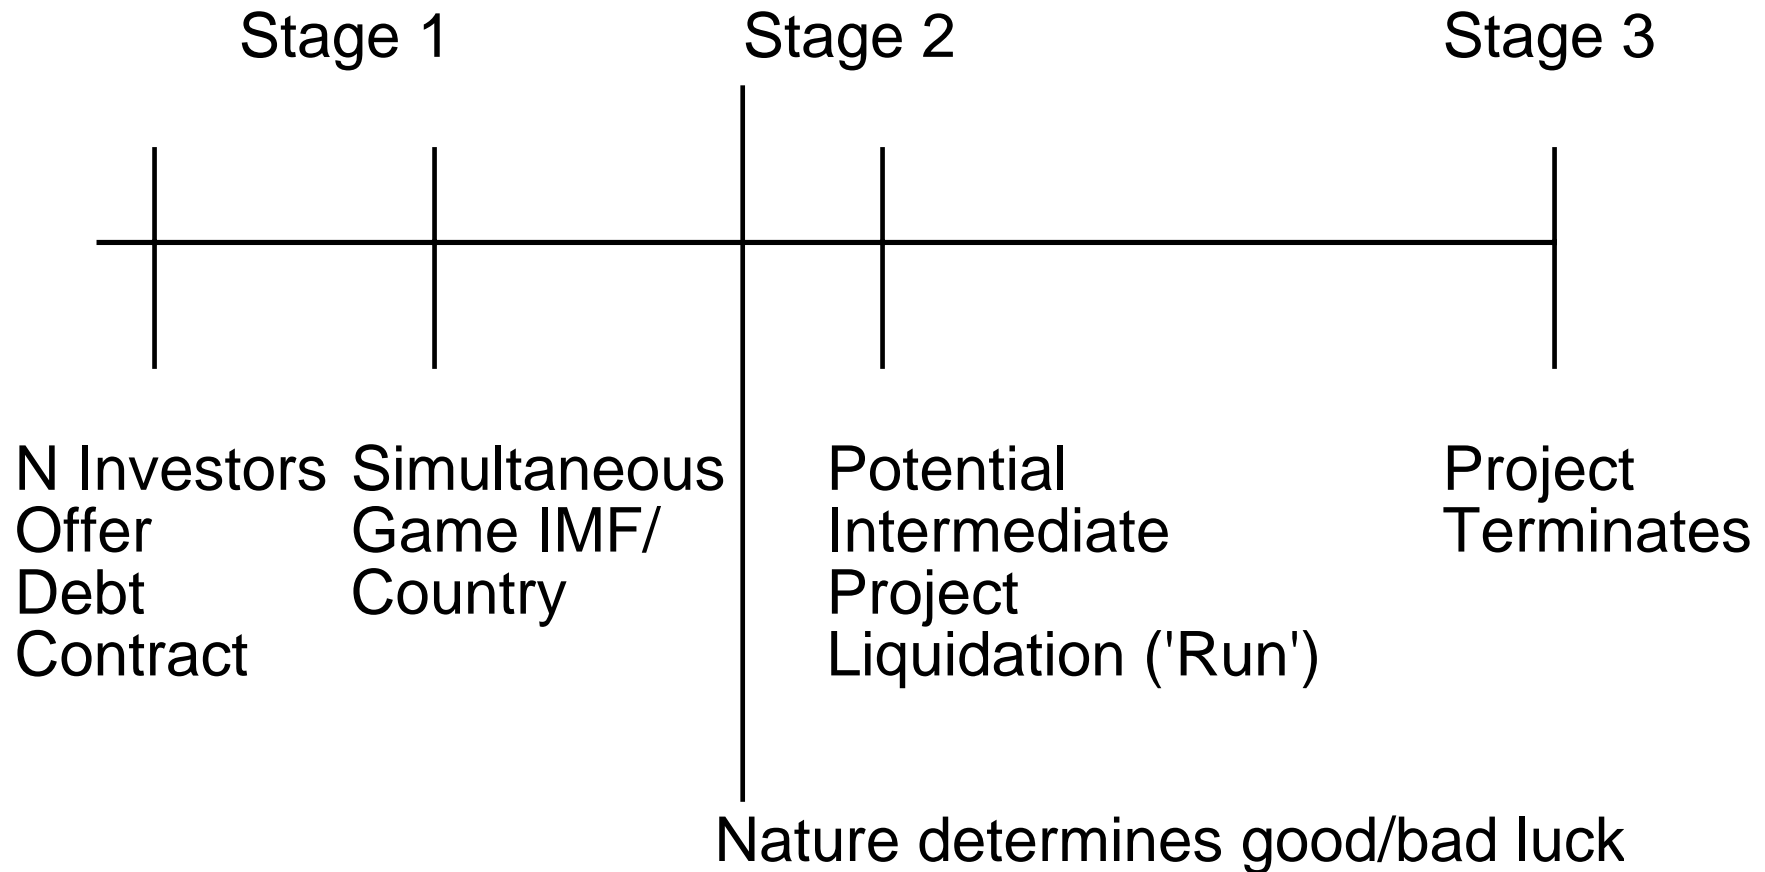 Stage 1
Stage 2
Stage 3
N Investors
Offer
Debt
Contract
Simultaneous
Game IMF/
Country
Potential
Intermediate
Project
Liquidation ('Run')
Project
Terminates
Nature determines good/bad luck